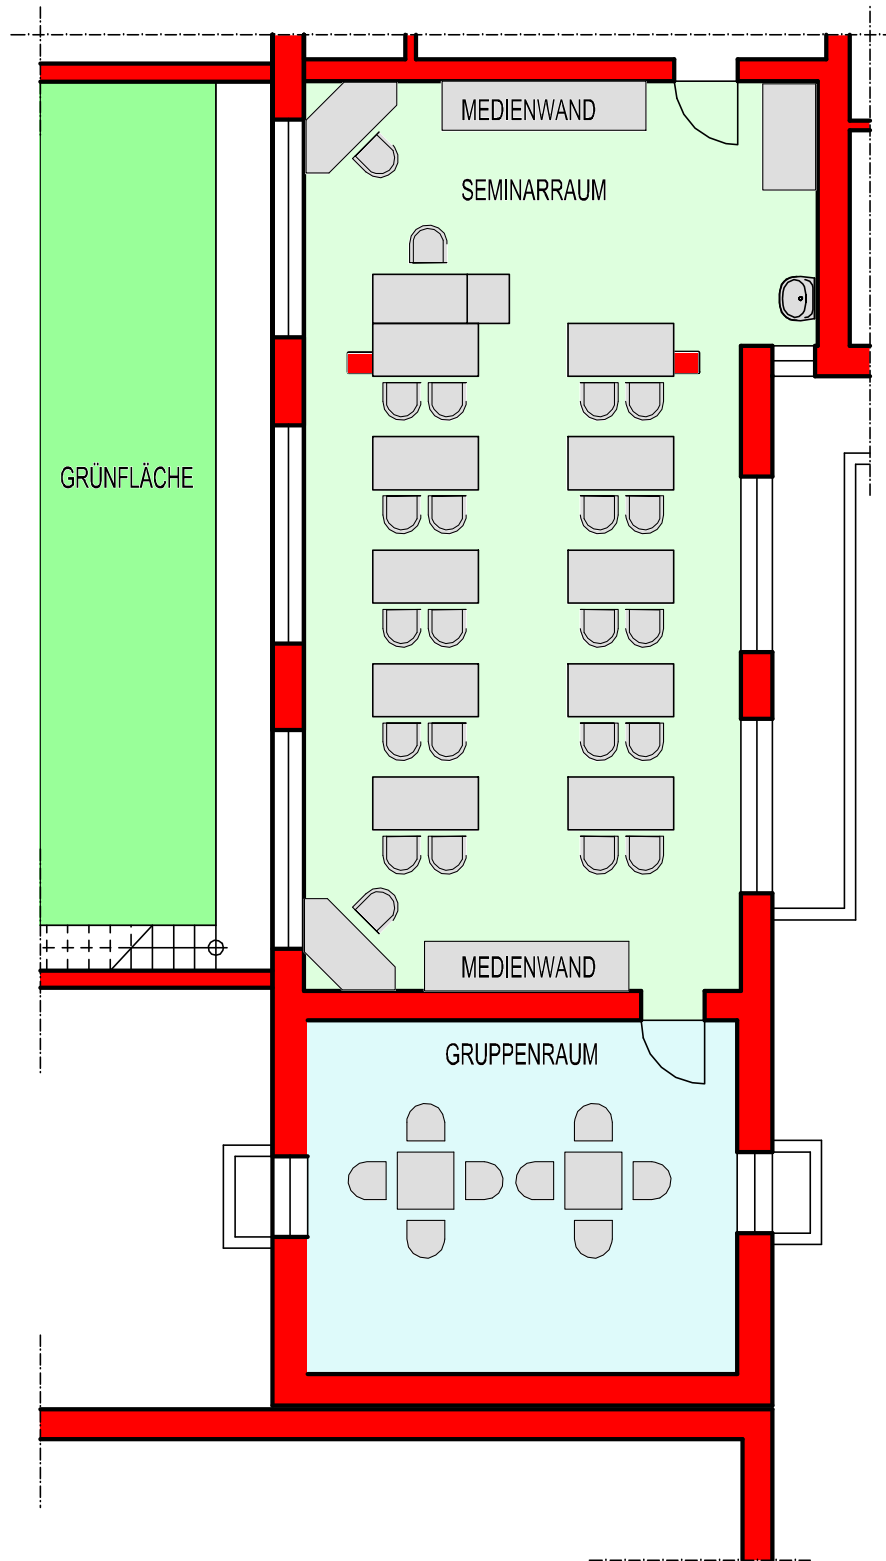 MEDIENWAND
SEMINARRAUM
GRÜNFLÄCHE
MEDIENWAND
GRUPPENRAUM